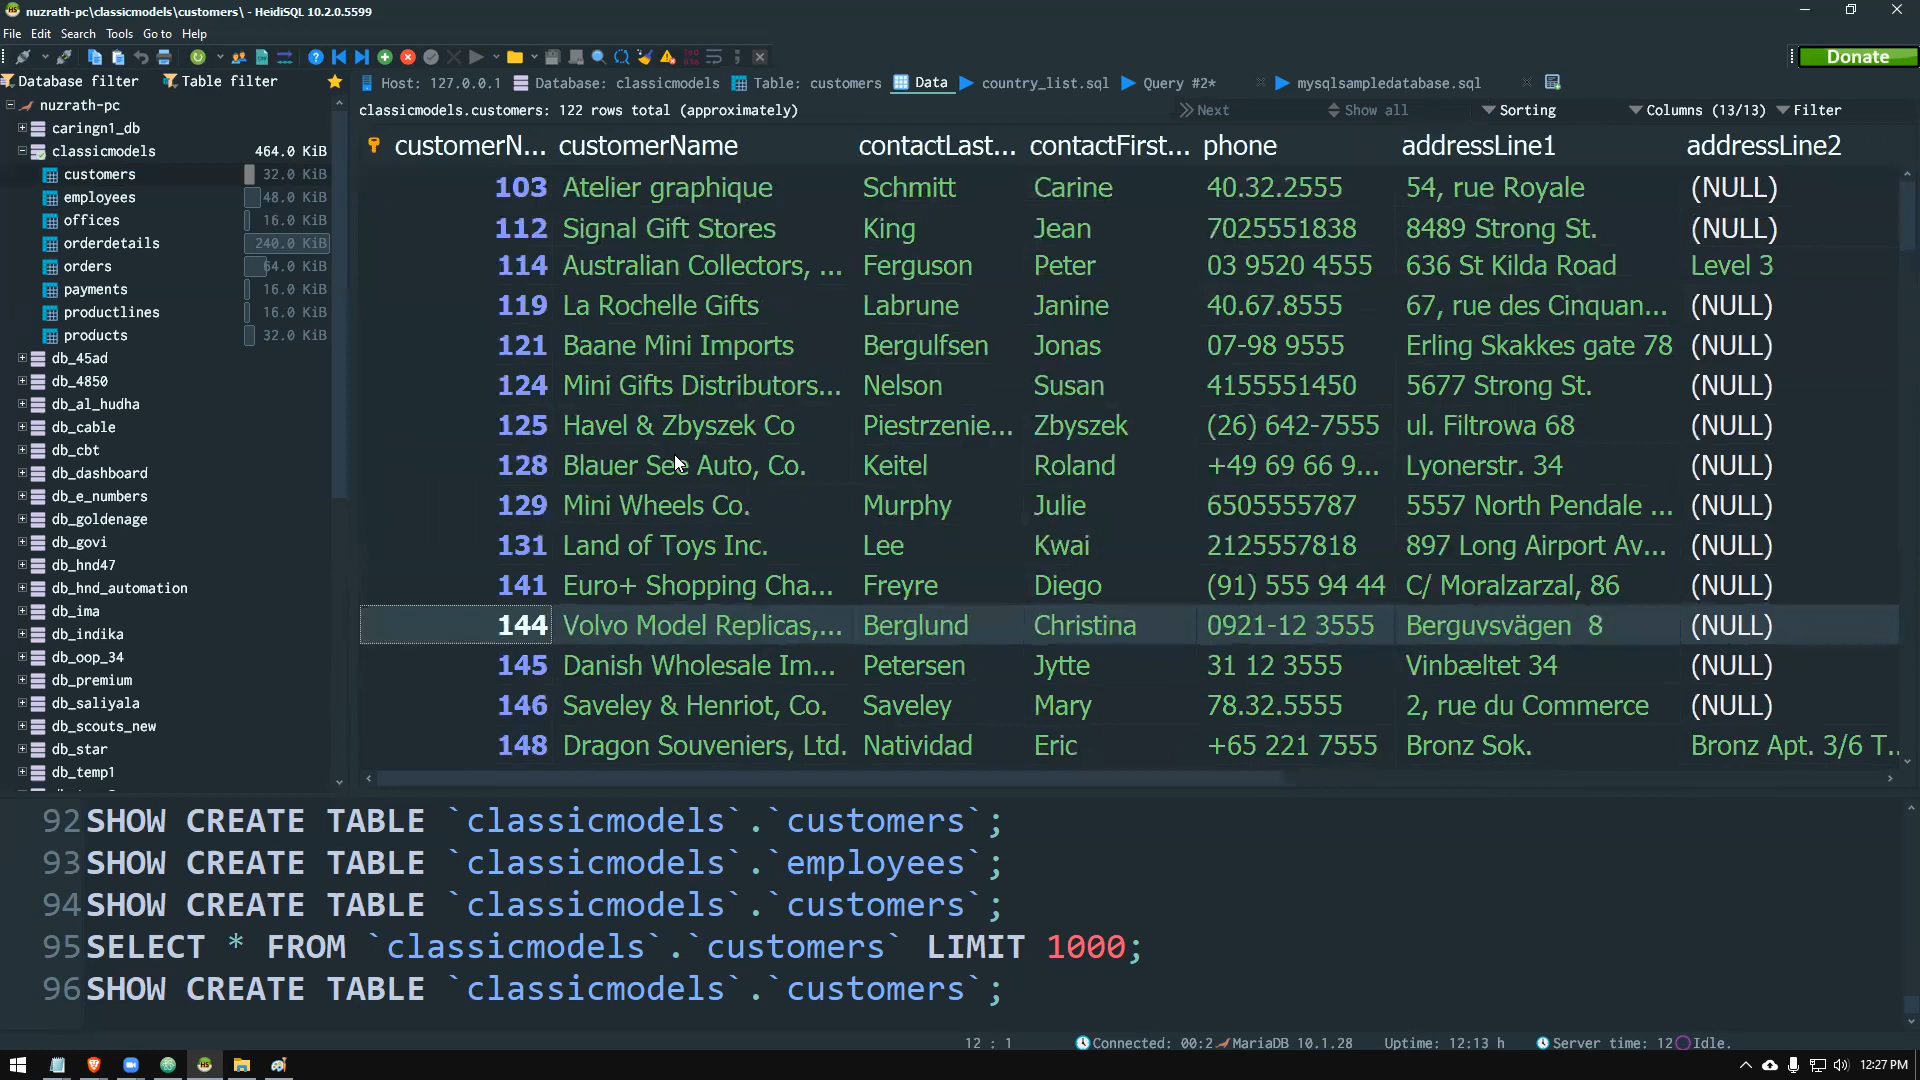 nuzrath-pc\classicmodels\customers\ - HeidiSQL 10.2.0.5599
File Edit Search Tools Go to Help
Donate
Database filter Table filter
Host: 127.0.0.1 Database: classicmodels Table: customers Data country_list.sql Query #2* mysqlsampledatabase.sql
nuzrath-pc
caringn1_db
classicmodels 464.0 KiB
customers 32.0 KiB
employees 48.0 KiB
offices 16.0 KiB
orderdetails 240.0 KiB
orders 64.0 KiB
payments 16.0 KiB
productlines 16.0 KiB
products 32.0 KiB
db_45ad
db_4850
db_al_hudha
db_cable
db_cbt
db_dashboard
db_e_numbers
db_goldenage
db_govi
db_hnd47
db_hnd_automation
db_ima
db_indika
db_oop_34
db_premium
db_saliyala
db_scouts_new
db_star
db_temp1
classicmodels.customers: 122 rows total (approximately) Next Show all Sorting Columns (13/13) Filter
customerN... customerName contactLast... contactFirst... phone addressLine1 addressLine2
103 Atelier graphique Schmitt Carine 40.32.2555 54, rue Royale (NULL)
112 Signal Gift Stores King Jean 7025551838 8489 Strong St. (NULL)
114 Australian Collectors, ... Ferguson Peter 03 9520 4555 636 St Kilda Road Level 3
119 La Rochelle Gifts Labrune Janine 40.67.8555 67, rue des Cinquan... (NULL)
121 Baane Mini Imports Bergulfsen Jonas 07-98 9555 Erling Skakkes gate 78 (NULL)
124 Mini Gifts Distributors... Nelson Susan 4155551450 5677 Strong St. (NULL)
125 Havel & Zbyszek Co Piestrzenie... Zbyszek (26) 642-7555 ul. Filtrowa 68 (NULL)
128 Blauer See Auto, Co. Keitel Roland +49 69 66 9... Lyonerstr. 34 (NULL)
129 Mini Wheels Co. Murphy Julie 6505555787 5557 North Pendale ... (NULL)
131 Land of Toys Inc. Lee Kwai 2125557818 897 Long Airport Av... (NULL)
141 Euro+ Shopping Cha... Freyre Diego (91) 555 94 44 C/ Moralzarzal, 86 (NULL)
144 Volvo Model Replicas,... Berglund Christina 0921-12 3555 Berguvsvägen 8 (NULL)
145 Danish Wholesale Im... Petersen Jytte 31 12 3555 Vinbæltet 34 (NULL)
146 Saveley & Henriot, Co. Saveley Mary 78.32.5555 2, rue du Commerce (NULL)
148 Dragon Souveniers, Ltd. Natividad Eric +65 221 7555 Bronz Sok. Bronz Apt. 3/6 T...
92 SHOW CREATE TABLE `classicmodels`.`customers`;
93 SHOW CREATE TABLE `classicmodels`.`employees`;
94 SHOW CREATE TABLE `classicmodels`.`customers`;
95 SELECT * FROM `classicmodels`.`customers` LIMIT 1000;
96 SHOW CREATE TABLE `classicmodels`.`customers`;
12 : 1 Connected: 00:2 MariaDB 10.1.28 Uptime: 12:13 h Server time: 12 Idle.
12:27 PM